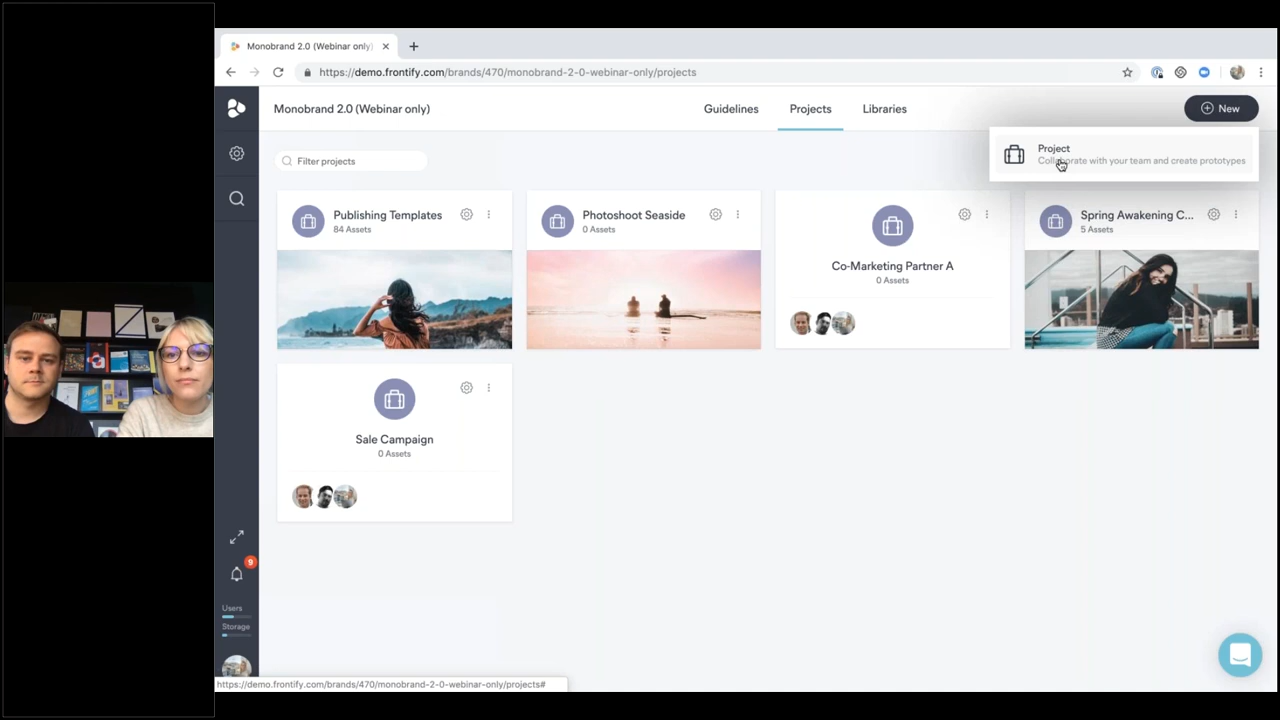 Monobrand 2.0 (Webinar only)
https://demo.frontify.com/brands/470/monobrand-2-0-webinar-only/projects
Monobrand 2.0 (Webinar only)
Guidelines
Projects
Libraries
New
Project
Collaborate with your team and create prototypes
Filter projects
Publishing Templates
84 Assets
Photoshoot Seaside
0 Assets
Co-Marketing Partner A
0 Assets
Spring Awakening C...
5 Assets
Sale Campaign
0 Assets
9
Users
Storage
https://demo.frontify.com/brands/470/monobrand-2-0-webinar-only/projects#